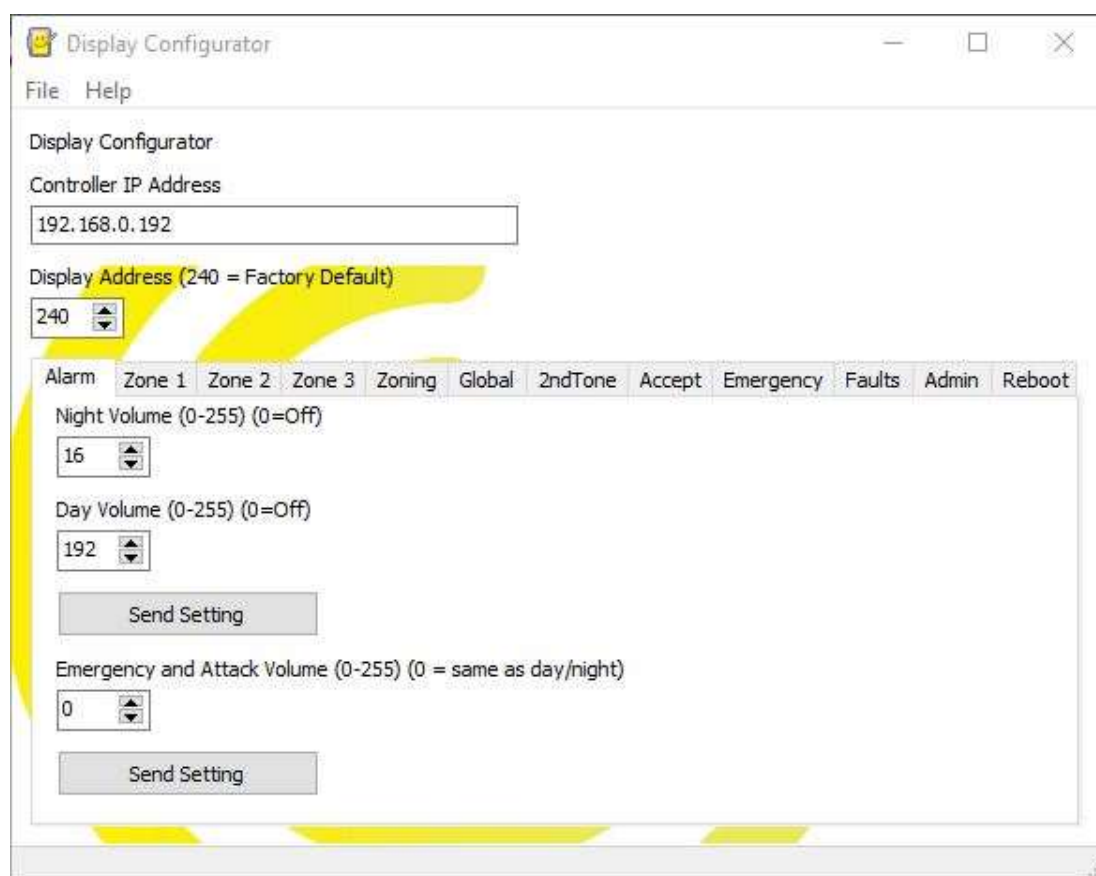 Display Configurator
File Help
Display Configurator
Controller IP Address
192.168.0.192
Display Address (240 = Factory Default)
240
Alarm Zone 1 Zone 2 Zone 3 Zoning Global 2ndTone Accept Emergency Faults Admin Reboot
Night Volume (0-255) (0=Off)
16
Day Volume (0-255) (0=Off)
192
Send Setting
Emergency and Attack Volume (0-255) (0 = same as day/night)
0
Send Setting